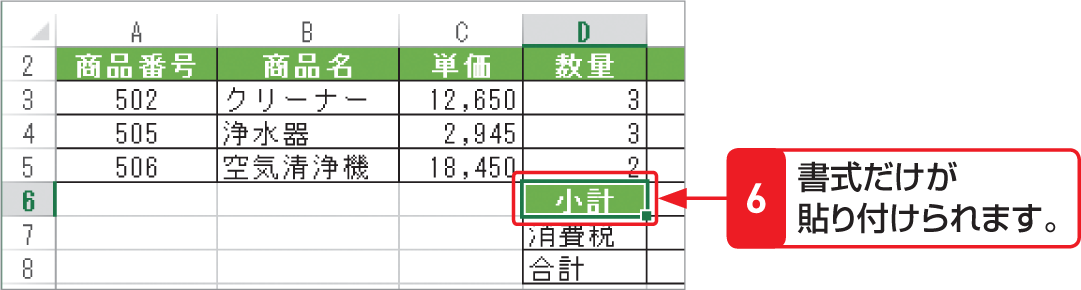 A B C D
2 商品番号 商品名 単価 数量
3 502 クリーナー 12,650 3
4 505 浄水器 2,945 3
5 506 空気清浄機 18,450 2
6 小計
7 消費税
8 合計
6 書式だけが
貼り付けられます。